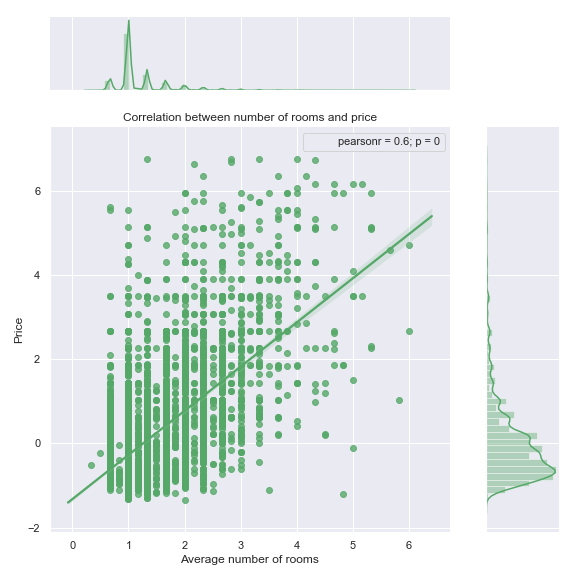 Correlation between number of rooms and price
pearsonr = 0.6; p = 0
Price
6
4
2
0
−2
0 1 2 3 4 5 6
Average number of rooms